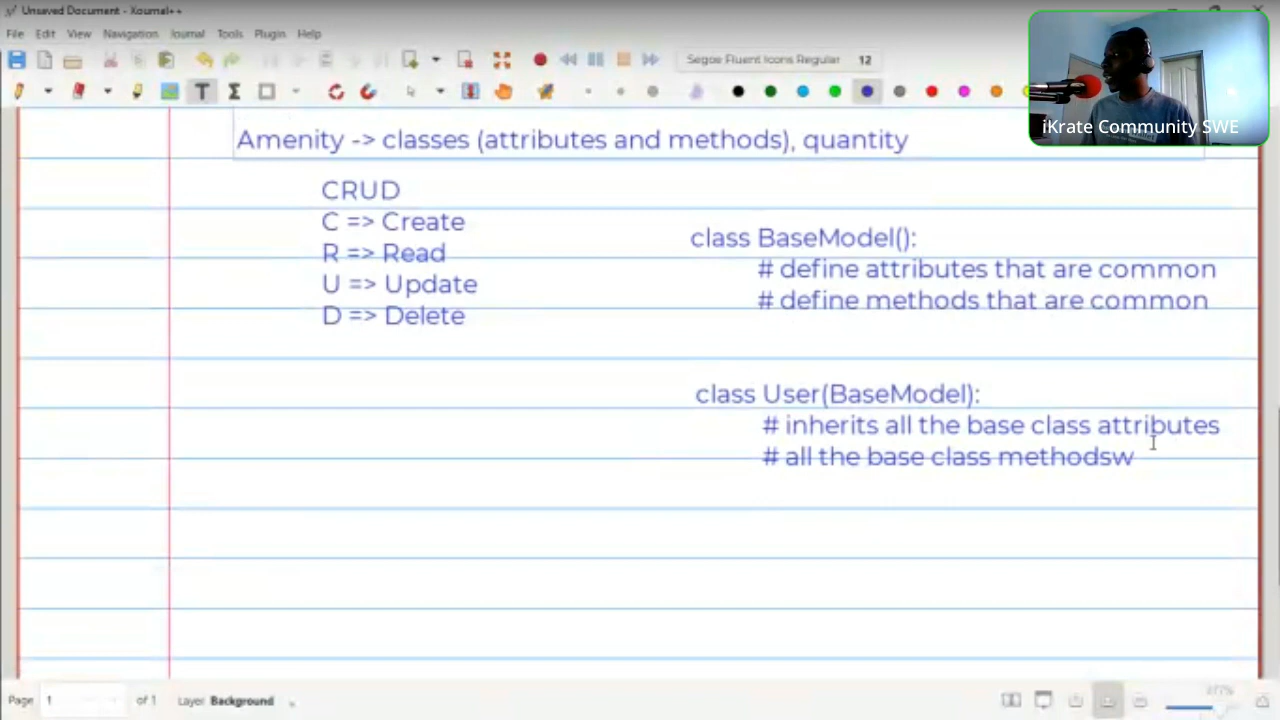 Unsaved Document - Xournal++
File Edit View Navigation Journal Tools Plugin Help
Segoe Fluent Icons Regular 12
iKrate Community SWE
Amenity -> classes (attributes and methods), quantity
CRUD
C => Create
R => Read
U => Update
D => Delete
class BaseModel():
# define attributes that are common
# define methods that are common
class User(BaseModel):
# inherits all the base class attributes
# all the base class methodsw
Page 1 of 1 Layer Background